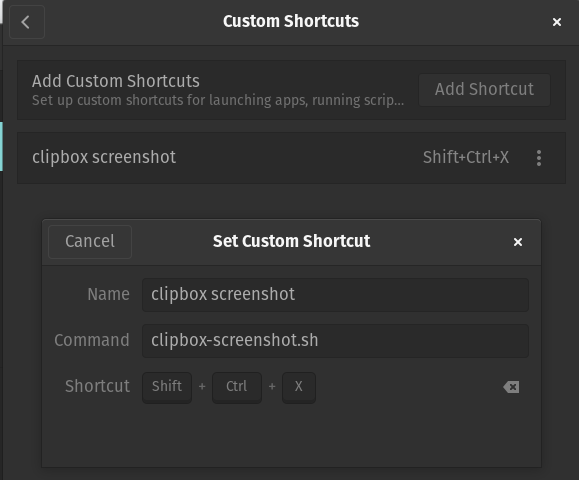 Custom Shortcuts
Add Custom Shortcuts
Set up custom shortcuts for launching apps, running scrip...
Add Shortcut
clipbox screenshot
Shift+Ctrl+X
Cancel
Set Custom Shortcut
Name
clipbox screenshot
Command
clipbox-screenshot.sh
Shortcut
Shift + Ctrl + X